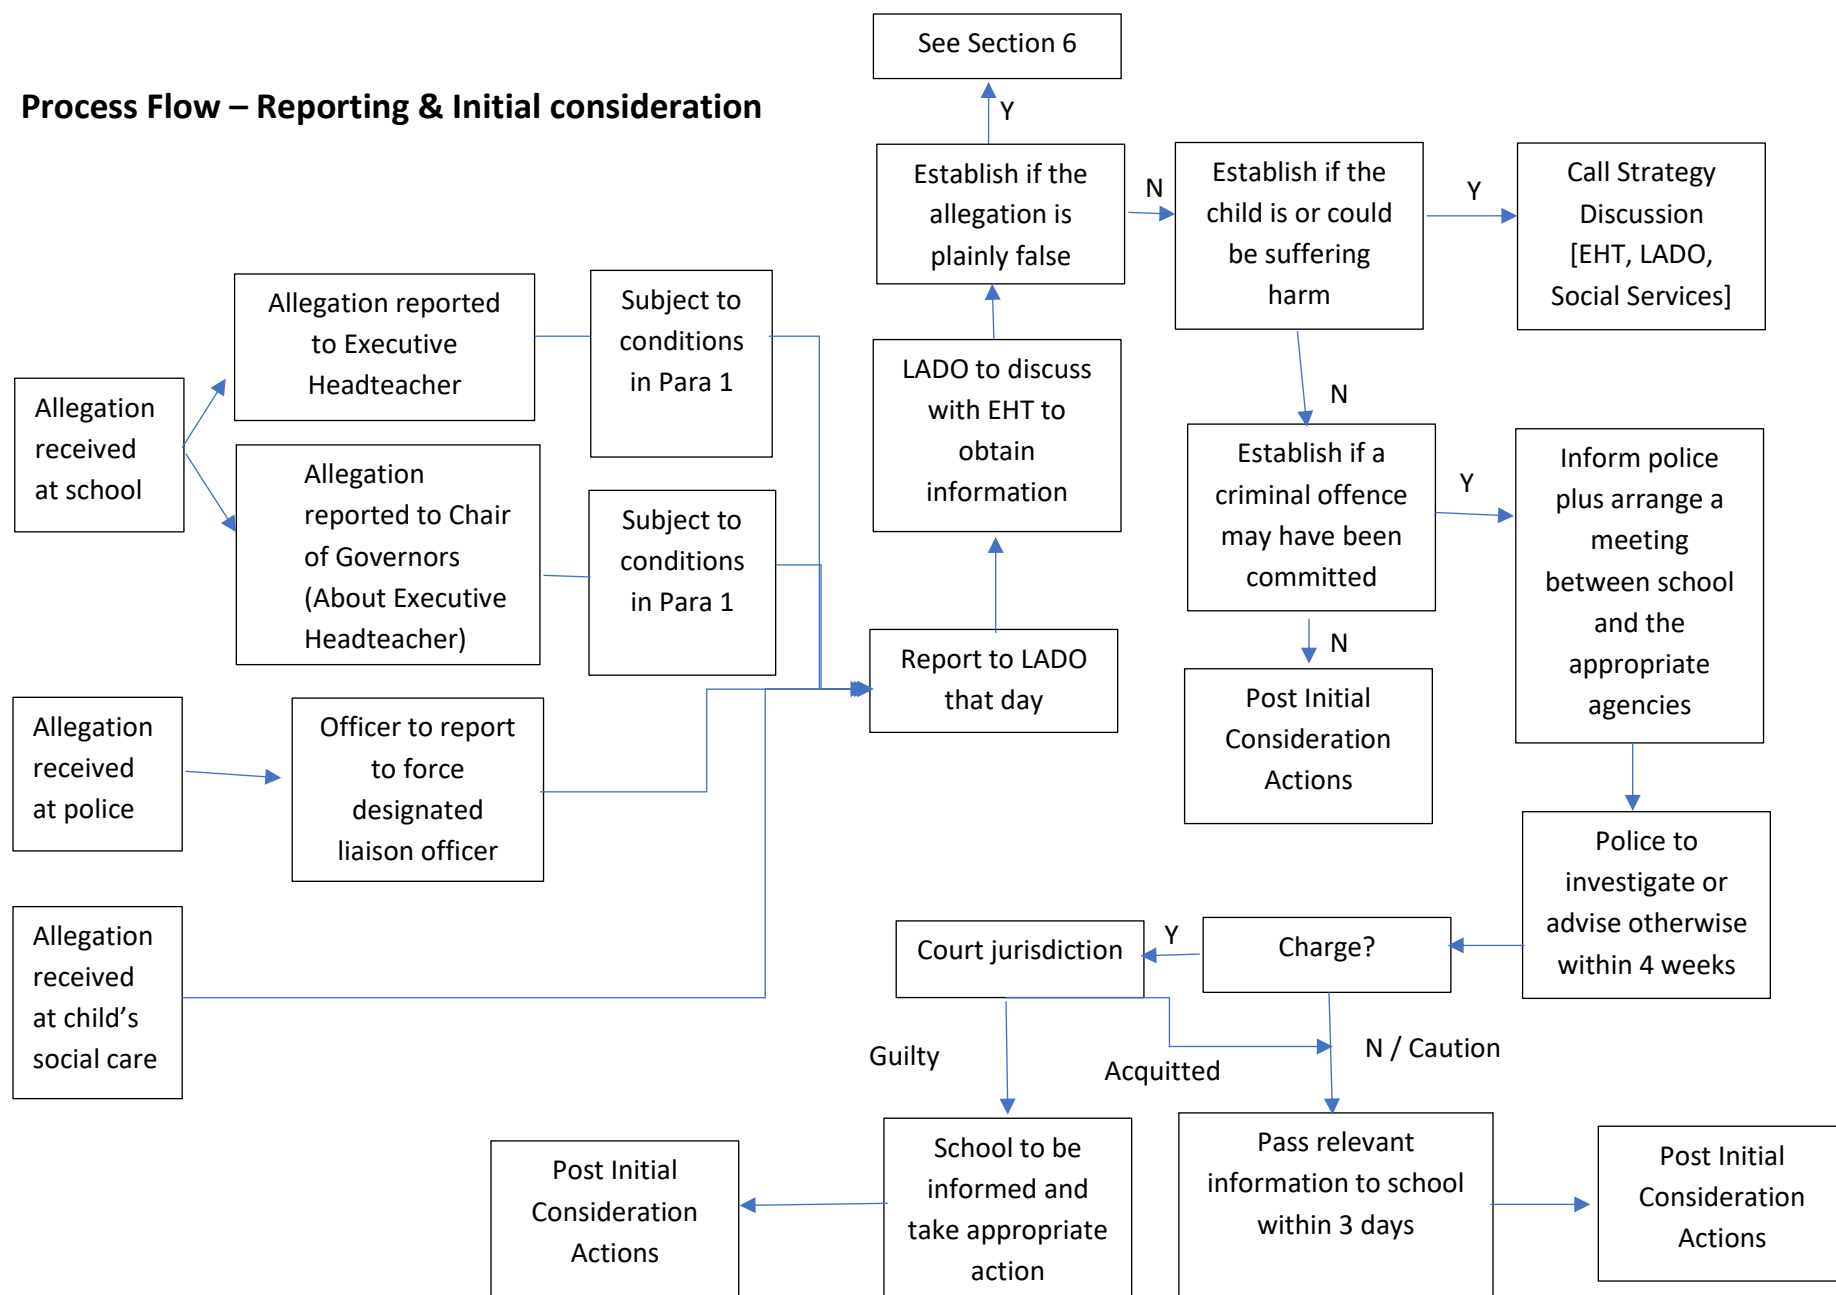 See Section 6
Process Flow – Reporting & Initial consideration
Y
Establish if the
allegation is
plainly false
N
Establish if the
child is or could
be suffering
harm
Y
Call Strategy
Discussion
[EHT, LADO,
Social Services]
Allegation
received
at school
Allegation reported
to Executive
Headteacher
Subject to
conditions
in Para 1
Allegation
reported to Chair
of Governors
(About Executive
Headteacher)
Subject to
conditions
in Para 1
LADO to discuss
with EHT to
obtain
information
N
Establish if a
criminal offence
may have been
committed
Y
Inform police
plus arrange a
meeting
between school
and the
appropriate
agencies
N
Report to LADO
that day
Post Initial
Consideration
Actions
Allegation
received
at police
Officer to report
to force
designated
liaison officer
Police to
investigate or
advise otherwise
within 4 weeks
Allegation
received
at child’s
social care
Court jurisdiction
Y
Charge?
Guilty
Acquitted
N / Caution
Post Initial
Consideration
Actions
School to be
informed and
take appropriate
action
Pass relevant
information to school
within 3 days
Post Initial
Consideration
Actions